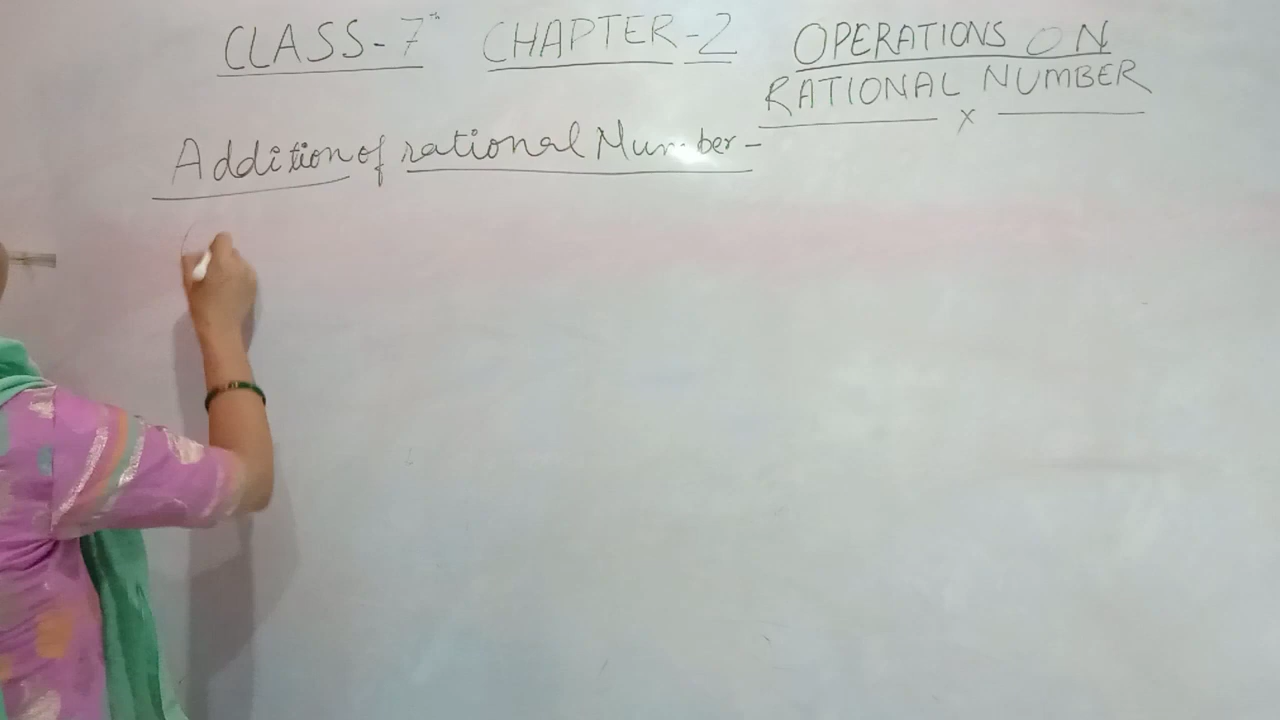 CLASS-7th CHAPTER-2 OPERATIONS ON
RATIONAL NUMBER
x
Addition of rational Number-